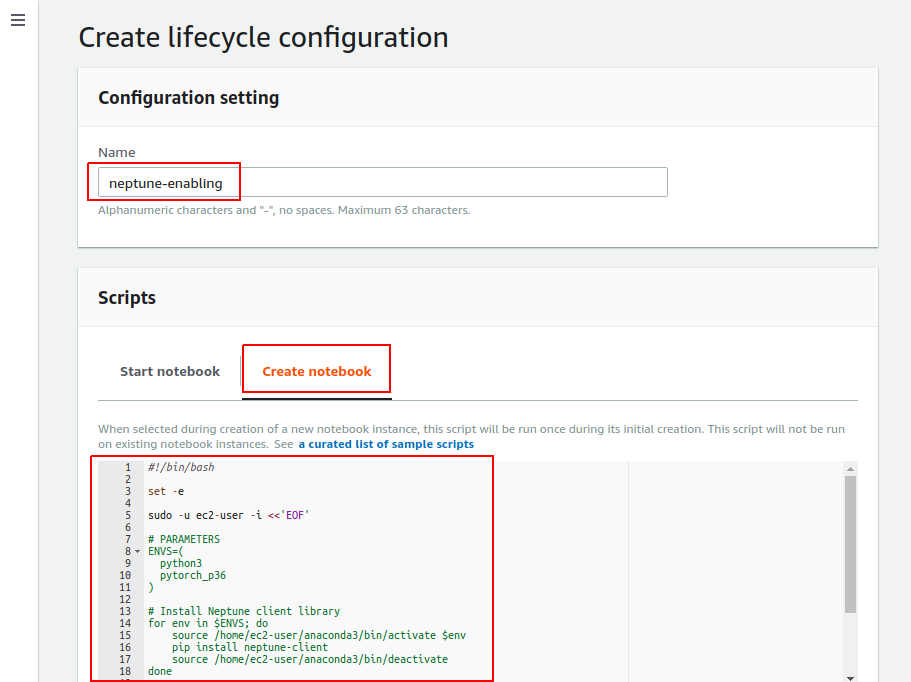 Create lifecycle configuration
Configuration setting
Name
neptune-enabling
Alphanumeric characters and "-", no spaces. Maximum 63 characters.
Scripts
Start notebook
Create notebook
When selected during creation of a new notebook instance, this script will be run once during its initial creation. This script will not be run
on existing notebook instances. See a curated list of sample scripts
1 #!/bin/bash
2
3 set -e
4
5 sudo -u ec2-user -i <<'EOF'
6
7 # PARAMETERS
8 ENVS=(
9   python3
10   pytorch_p36
11 )
12
13 # Install Neptune client library
14 for env in $ENVS; do
15     source /home/ec2-user/anaconda3/bin/activate $env
16     pip install neptune-client
17     source /home/ec2-user/anaconda3/bin/deactivate
18 done